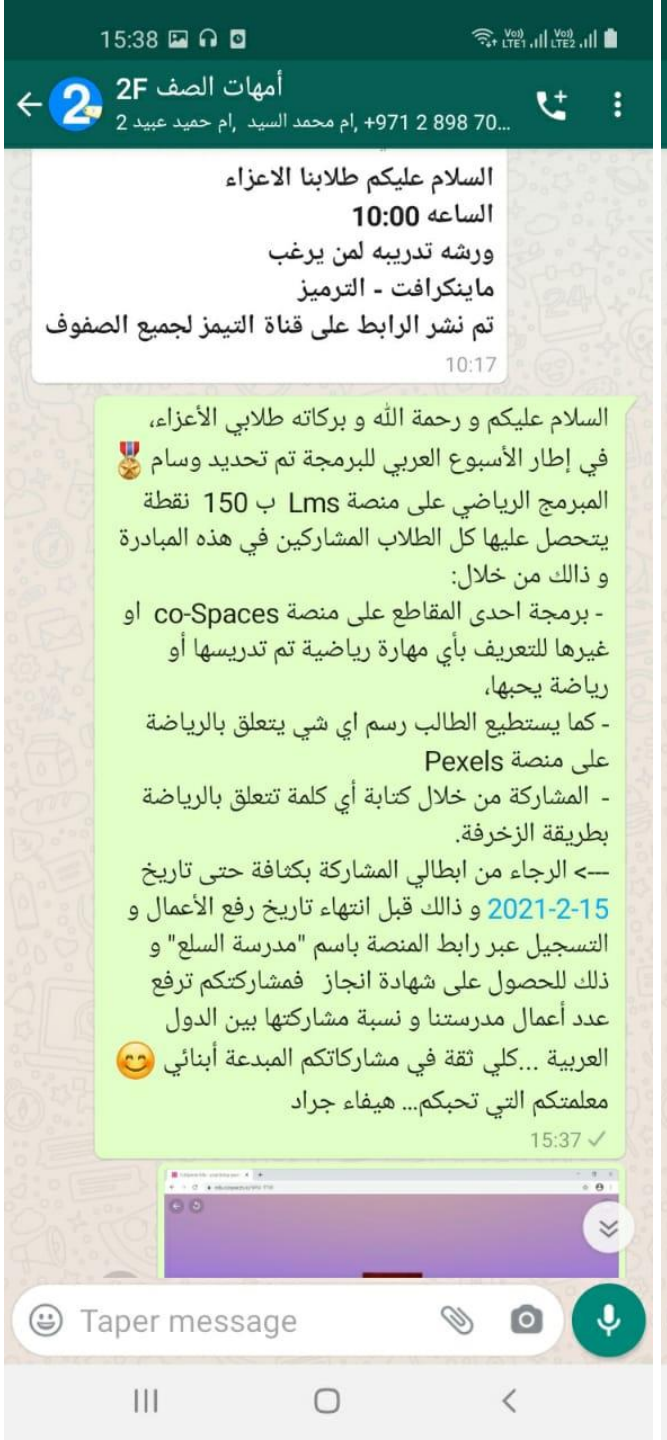 15:38
Vo)) LTE1 Vo)) LTE2
أمهات الصف 2F
+971 2 898 70... ,ام محمد السيد ,ام حميد عبيد 2
السلام عليكم طلابنا الاعزاء
الساعه 10:00
ورشه تدريبه لمن يرغب
ماينكرافت - الترميز
تم نشر الرابط على قناة التيمز لجميع الصفوف
10:17
السلام عليكم و رحمة الله و بركاته طلابي الأعزاء،
في إطار الأسبوع العربي للبرمجة تم تحديد وسام 🎖
المبرمج الرياضي على منصة Lms ب 150 نقطة
يتحصل عليها كل الطلاب المشاركين في هذه المبادرة
و ذالك من خلال:
- برمجة احدى المقاطع على منصة co-Spaces او
غيرها للتعريف بأي مهارة رياضية تم تدريسها أو
رياضة يحبها،
- كما يستطيع الطالب رسم اي شي يتعلق بالرياضة
على منصة Pexels
- المشاركة من خلال كتابة أي كلمة تتعلق بالرياضة
بطريقة الزخرفة.
---> الرجاء من ابطالي المشاركة بكثافة حتى تاريخ
15-2-2021 و ذالك قبل انتهاء تاريخ رفع الأعمال و
التسجيل عبر رابط المنصة باسم "مدرسة السلع" و
ذلك للحصول على شهادة انجاز فمشاركتكم ترفع
عدد أعمال مدرستنا و نسبة مشاركتها بين الدول
العربية ...كلي ثقة في مشاركاتكم المبدعة أبنائي 😊
معلمتكم التي تحبكم... هيفاء جراد
15:37
Taper message